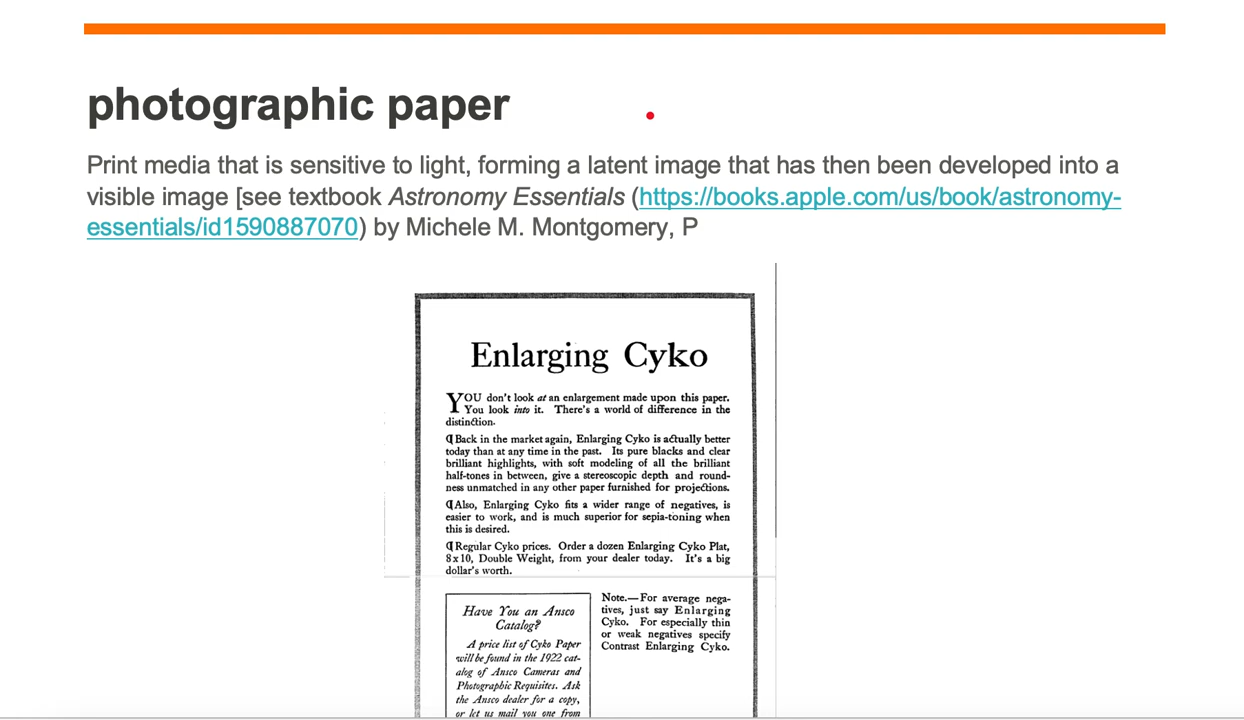 photographic paper
Print media that is sensitive to light, forming a latent image that has then been developed into a
visible image [see textbook Astronomy Essentials (https://books.apple.com/us/book/astronomy-
essentials/id1590887070) by Michele M. Montgomery, P
Enlarging Cyko
YOU don't look at an enlargement made upon this paper.
You look into it. There's a world of difference in the
distinction.
¶ Back in the market again, Enlarging Cyko is actually better
today than at any time in the past. Its pure blacks and clear
brilliant highlights, with soft modeling of all the brilliant
half-tones in between, give a stereoscopic depth and round-
ness unmatched in any other paper furnished for projections.
¶ Also, Enlarging Cyko fits a wider range of negatives, is
easier to work, and is much superior for sepia-toning when
this is desired.
¶ Regular Cyko prices. Order a dozen Enlarging Cyko Plat,
8x10, Double Weight, from your dealer today. It's a big
dollar's worth.
Have You an Ansco
Catalog?
A price list of Cyko Paper
will be found in the 1922 cat-
alog of Ansco Cameras and
Photographic Requisites. Ask
the Ansco dealer for a copy,
or let us mail you one from
Note.—For average nega-
tives, just say Enlarging
Cyko. For especially thin
or weak negatives specify
Contrast Enlarging Cyko.